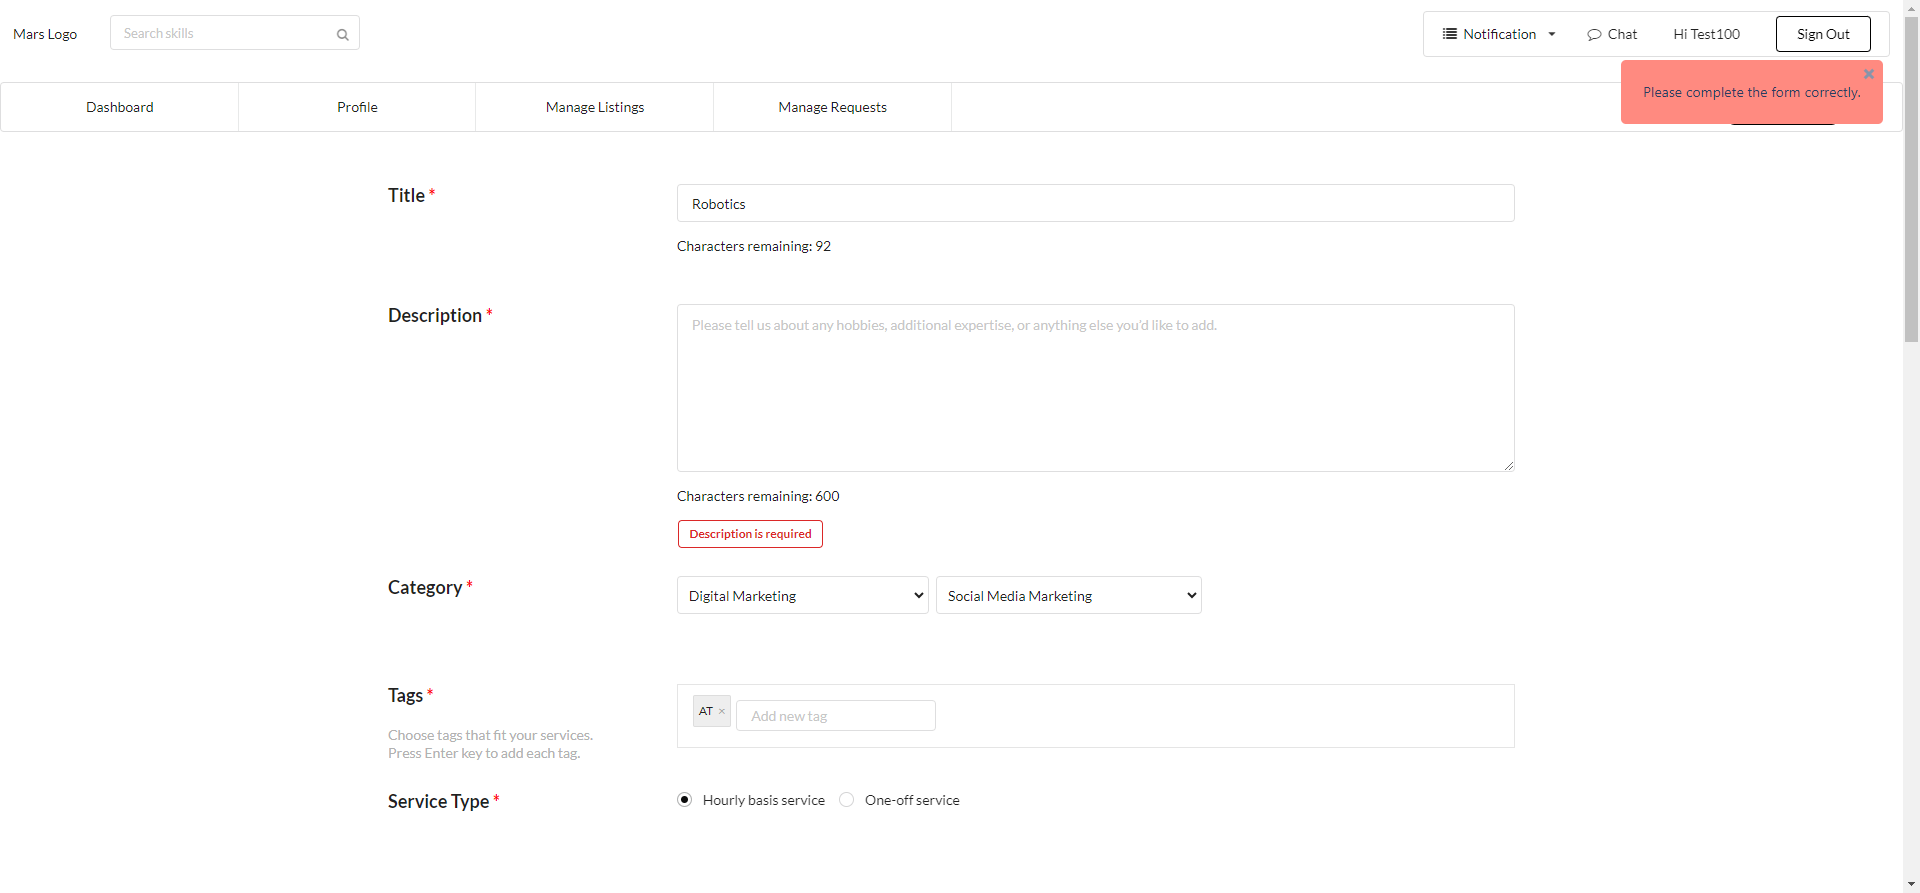 Mars Logo
Search skills
Notification
Chat
Hi Test100
Sign Out
Please complete the form correctly.
Dashboard
Profile
Manage Listings
Manage Requests
Title *
Robotics
Characters remaining: 92
Description *
Please tell us about any hobbies, additional expertise, or anything else you'd like to add.
Characters remaining: 600
Description is required
Category *
Digital Marketing
Social Media Marketing
Tags *
AT ×
Add new tag
Choose tags that fit your services.
Press Enter key to add each tag.
Service Type *
Hourly basis service
One-off service